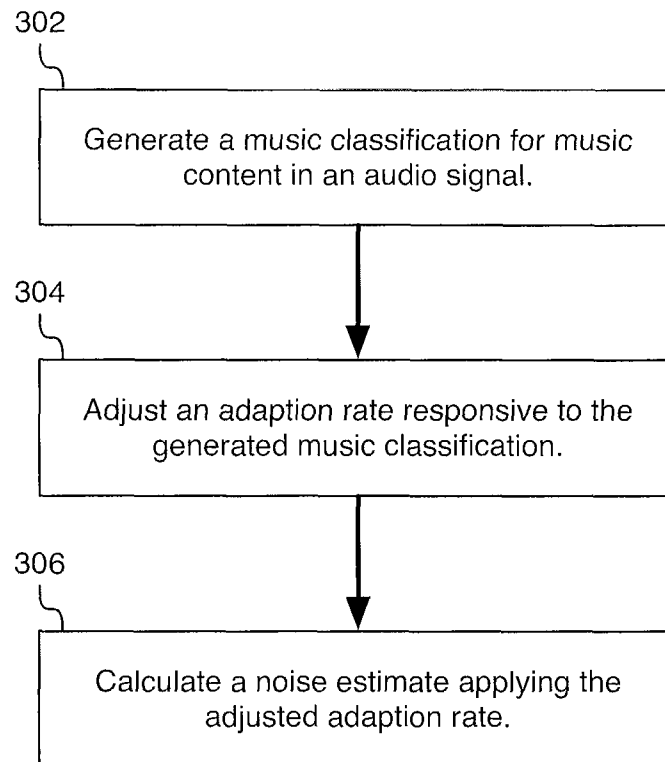 302
Generate a music classification for music
content in an audio signal.
304
Adjust an adaption rate responsive to the
generated music classification.
306
Calculate a noise estimate applying the
adjusted adaption rate.